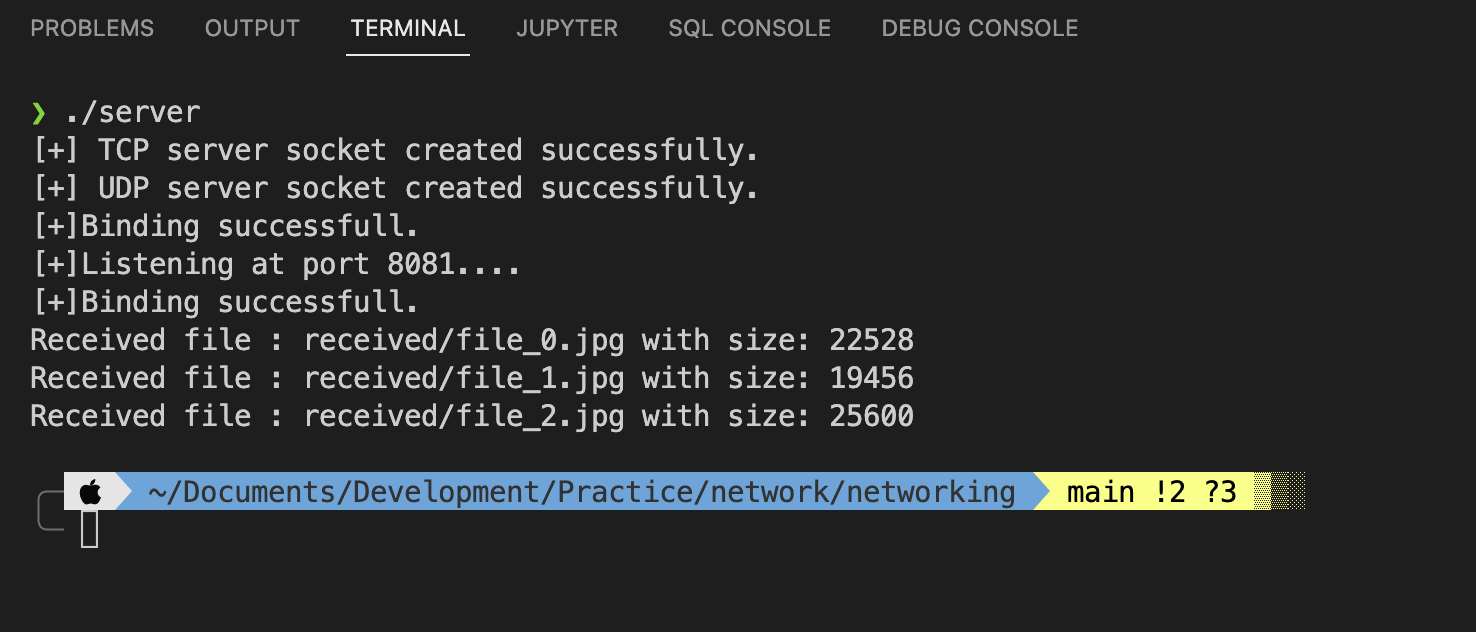 PROBLEMS OUTPUT TERMINAL JUPYTER SQL CONSOLE DEBUG CONSOLE
❯ ./server
[+] TCP server socket created successfully.
[+] UDP server socket created successfully.
[+]Binding successfull.
[+]Listening at port 8081....
[+]Binding successfull.
Received file : received/file_0.jpg with size: 22528
Received file : received/file_1.jpg with size: 19456
Received file : received/file_2.jpg with size: 25600
~/Documents/Development/Practice/network/networking main !2 ?3